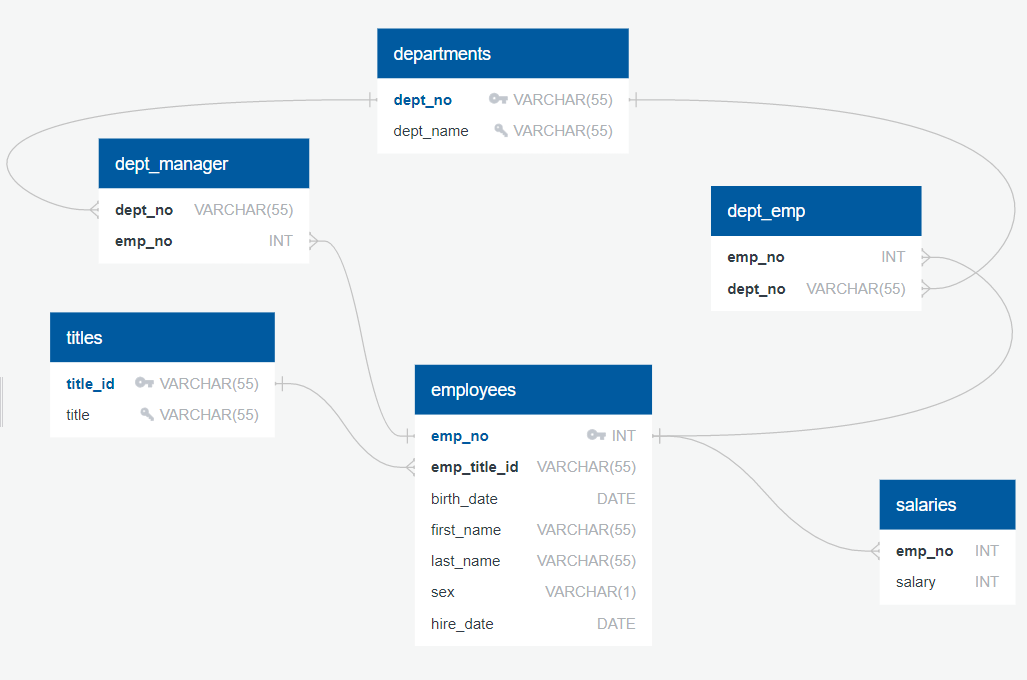 departments
dept_no VARCHAR(55)
dept_name VARCHAR(55)
dept_manager
dept_no VARCHAR(55)
emp_no INT
dept_emp
emp_no INT
dept_no VARCHAR(55)
titles
title_id VARCHAR(55)
title VARCHAR(55)
employees
emp_no INT
emp_title_id VARCHAR(55)
birth_date DATE
first_name VARCHAR(55)
last_name VARCHAR(55)
sex VARCHAR(1)
hire_date DATE
salaries
emp_no INT
salary INT